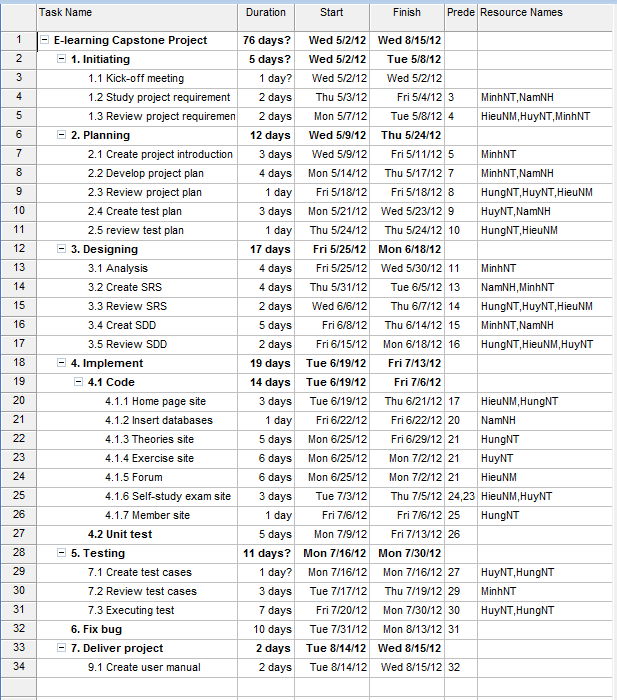 Task Name Duration Start Finish Prede Resource Names
1 E-learning Capstone Project 76 days? Wed 5/2/12 Wed 8/15/12
2 1. Initiating 5 days? Wed 5/2/12 Tue 5/8/12
3 1.1 Kick-off meeting 1 day? Wed 5/2/12 Wed 5/2/12
4 1.2 Study project requirement 2 days Thu 5/3/12 Fri 5/4/12 3 MinhNT,NamNH
5 1.3 Review project requiremen 2 days Mon 5/7/12 Tue 5/8/12 4 HieuNM,HuyNT,MinhNT
6 2. Planning 12 days Wed 5/9/12 Thu 5/24/12
7 2.1 Create project introduction 3 days Wed 5/9/12 Fri 5/11/12 5 MinhNT
8 2.2 Develop project plan 4 days Mon 5/14/12 Thu 5/17/12 7 MinhNT,NamNH
9 2.3 Review project plan 1 day Fri 5/18/12 Fri 5/18/12 8 HungNT,HuyNT,HieuNM
10 2.4 Create test plan 3 days Mon 5/21/12 Wed 5/23/12 9 HuyNT,NamNH
11 2.5 review test plan 1 day Thu 5/24/12 Thu 5/24/12 10 HungNT,HieuNM
12 3. Designing 17 days Fri 5/25/12 Mon 6/18/12
13 3.1 Analysis 4 days Fri 5/25/12 Wed 5/30/12 11 MinhNT
14 3.2 Create SRS 4 days Thu 5/31/12 Tue 6/5/12 13 NamNH,MinhNT
15 3.3 Review SRS 2 days Wed 6/6/12 Thu 6/7/12 14 HungNT,HuyNT,HieuNM
16 3.4 Creat SDD 5 days Fri 6/8/12 Thu 6/14/12 15 MinhNT,NamNH
17 3.5 Review SDD 2 days Fri 6/15/12 Mon 6/18/12 16 HungNT,HieuNM,HuyNT
18 4. Implement 19 days Tue 6/19/12 Fri 7/13/12
19 4.1 Code 14 days Tue 6/19/12 Fri 7/6/12
20 4.1.1 Home page site 3 days Tue 6/19/12 Thu 6/21/12 17 HieuNM,HungNT
21 4.1.2 Insert databases 1 day Fri 6/22/12 Fri 6/22/12 20 NamNH
22 4.1.3 Theories site 5 days Mon 6/25/12 Fri 6/29/12 21 HungNT
23 4.1.4 Exercise site 6 days Mon 6/25/12 Mon 7/2/12 21 HuyNT
24 4.1.5 Forum 6 days Mon 6/25/12 Mon 7/2/12 21 HieuNM
25 4.1.6 Self-study exam site 3 days Tue 7/3/12 Thu 7/5/12 24,23 HieuNM,HuyNT
26 4.1.7 Member site 1 day Fri 7/6/12 Fri 7/6/12 25 HungNT
27 4.2 Unit test 5 days Mon 7/9/12 Fri 7/13/12 26
28 5. Testing 11 days? Mon 7/16/12 Mon 7/30/12
29 7.1 Create test cases 1 day? Mon 7/16/12 Mon 7/16/12 27 HuyNT,HungNT
30 7.2 Review test cases 3 days Tue 7/17/12 Thu 7/19/12 29 MinhNT
31 7.3 Executing test 7 days Fri 7/20/12 Mon 7/30/12 30 HuyNT,HungNT
32 6. Fix bug 10 days Tue 7/31/12 Mon 8/13/12 31
33 7. Deliver project 2 days Tue 8/14/12 Wed 8/15/12
34 9.1 Create user manual 2 days Tue 8/14/12 Wed 8/15/12 32